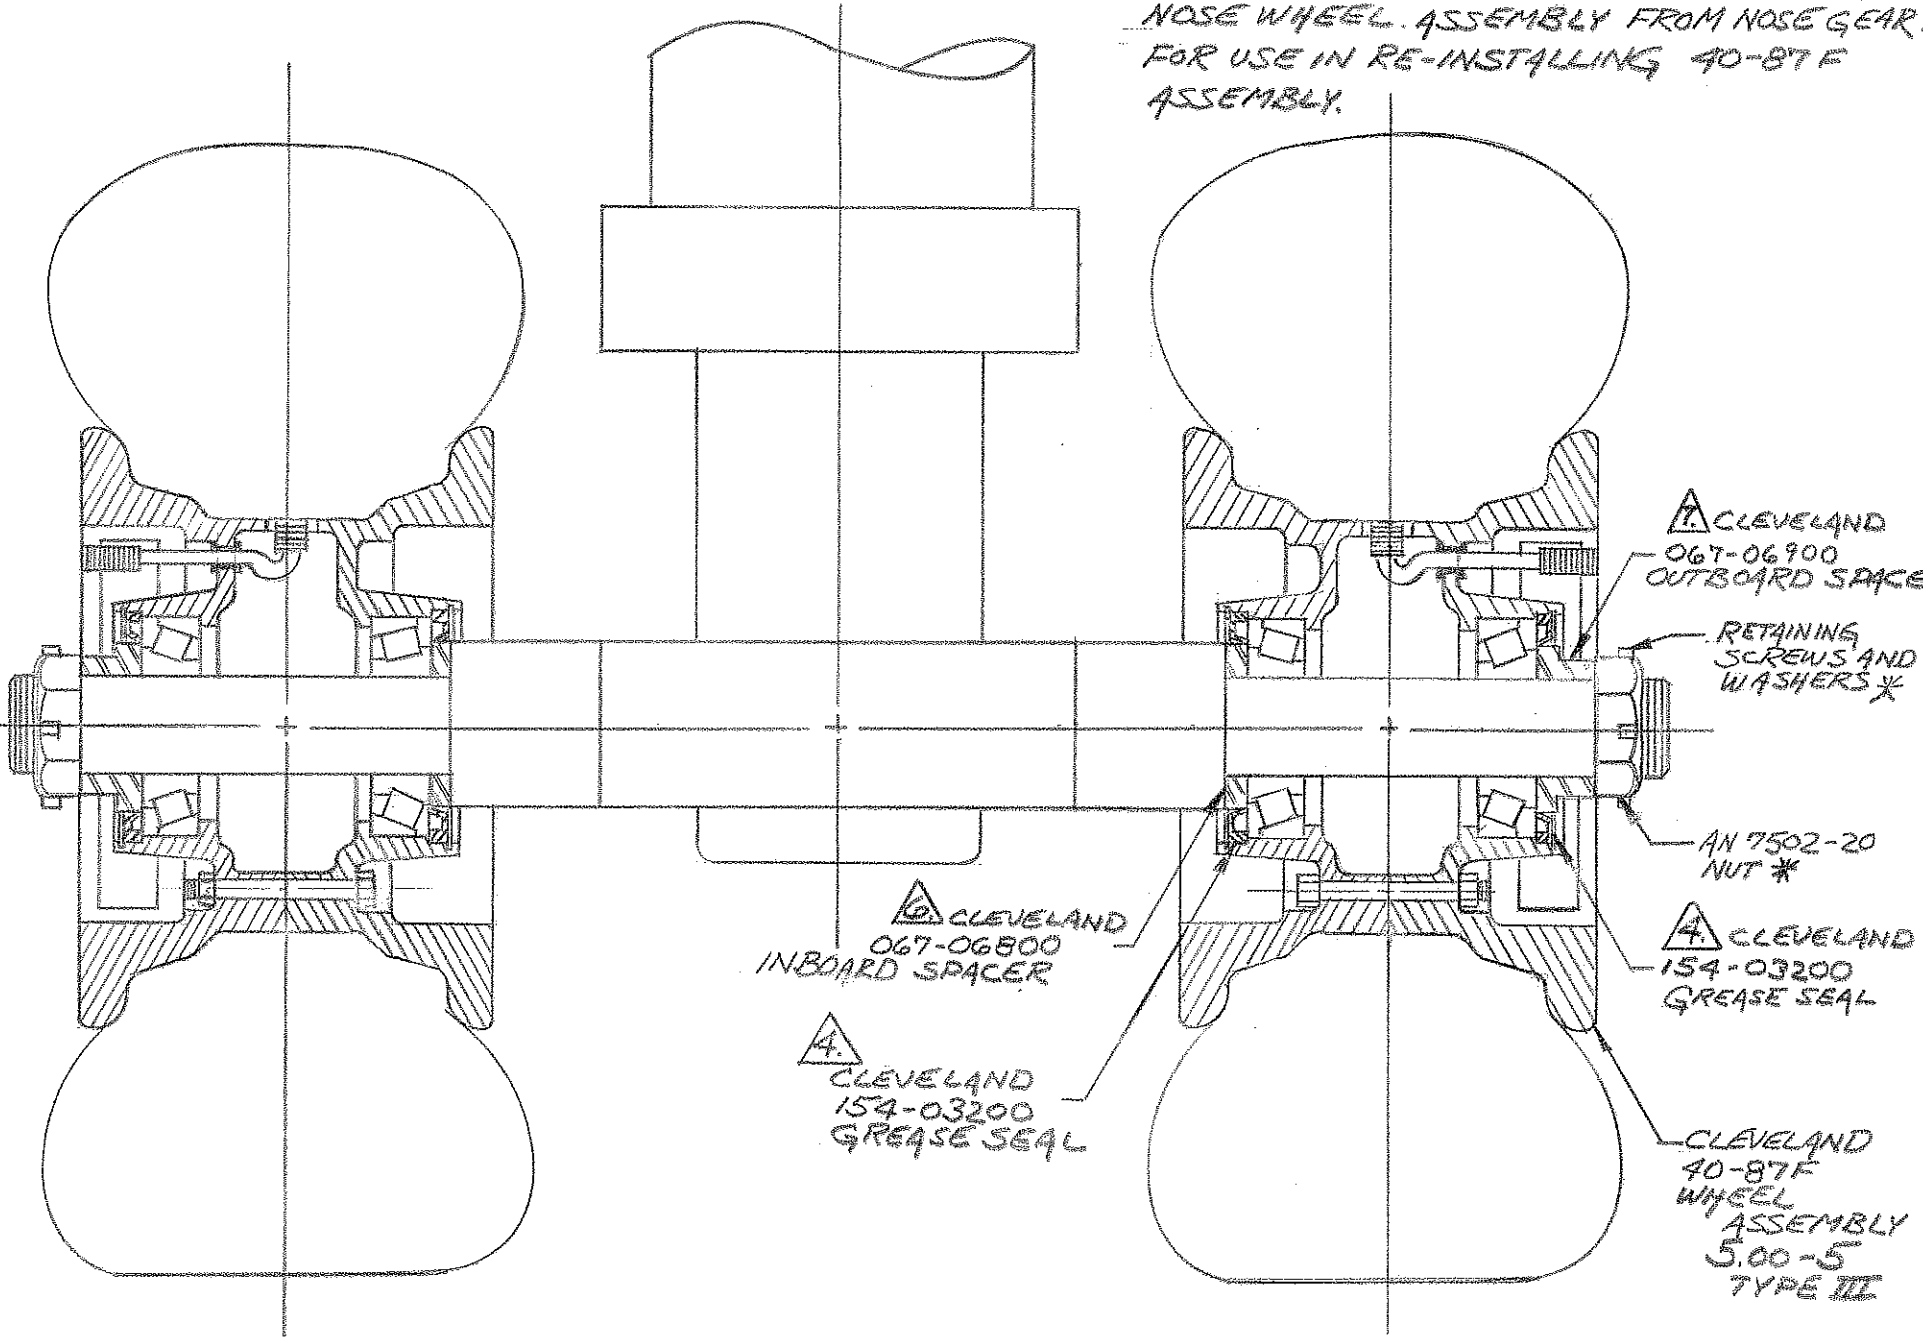 NOSE WHEEL ASSEMBLY FROM NOSE GEAR.
FOR USE IN RE-INSTALLING 40-87F
ASSEMBLY.
7. CLEVELAND
067-06900
OUTBOARD SPACE
RETAINING
SCREWS AND
WASHERS *
AN 7502-20
NUT *
6. CLEVELAND
067-06800
INBOARD SPACER
4. CLEVELAND
154-03200
GREASE SEAL
4.
CLEVELAND
154-03200
GREASE SEAL
CLEVELAND
40-87F
WHEEL
ASSEMBLY
5.00-5
TYPE III